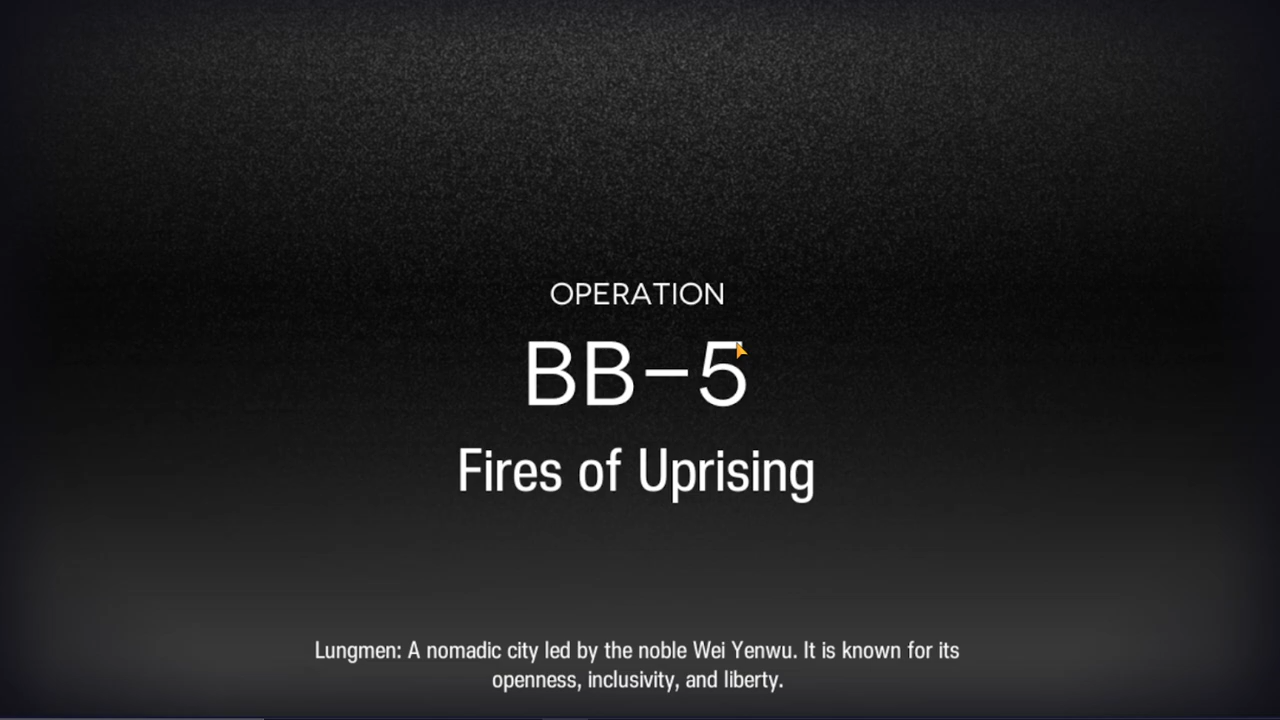 OPERATION
BB-5
Fires of Uprising
Lungmen: A nomadic city led by the noble Wei Yenwu. It is known for its
openness, inclusivity, and liberty.